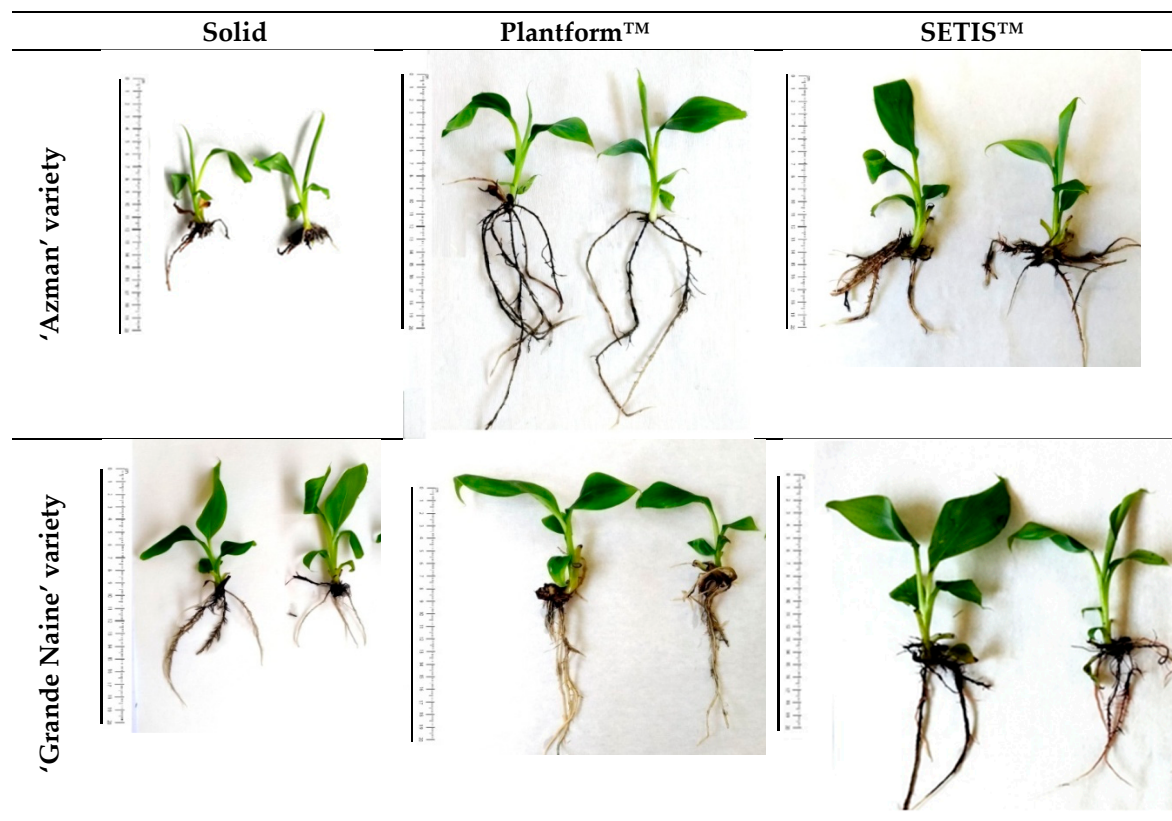 Solid Plantform™ SETIS™
‘Azman’ variety
‘Grande Naine’ variety